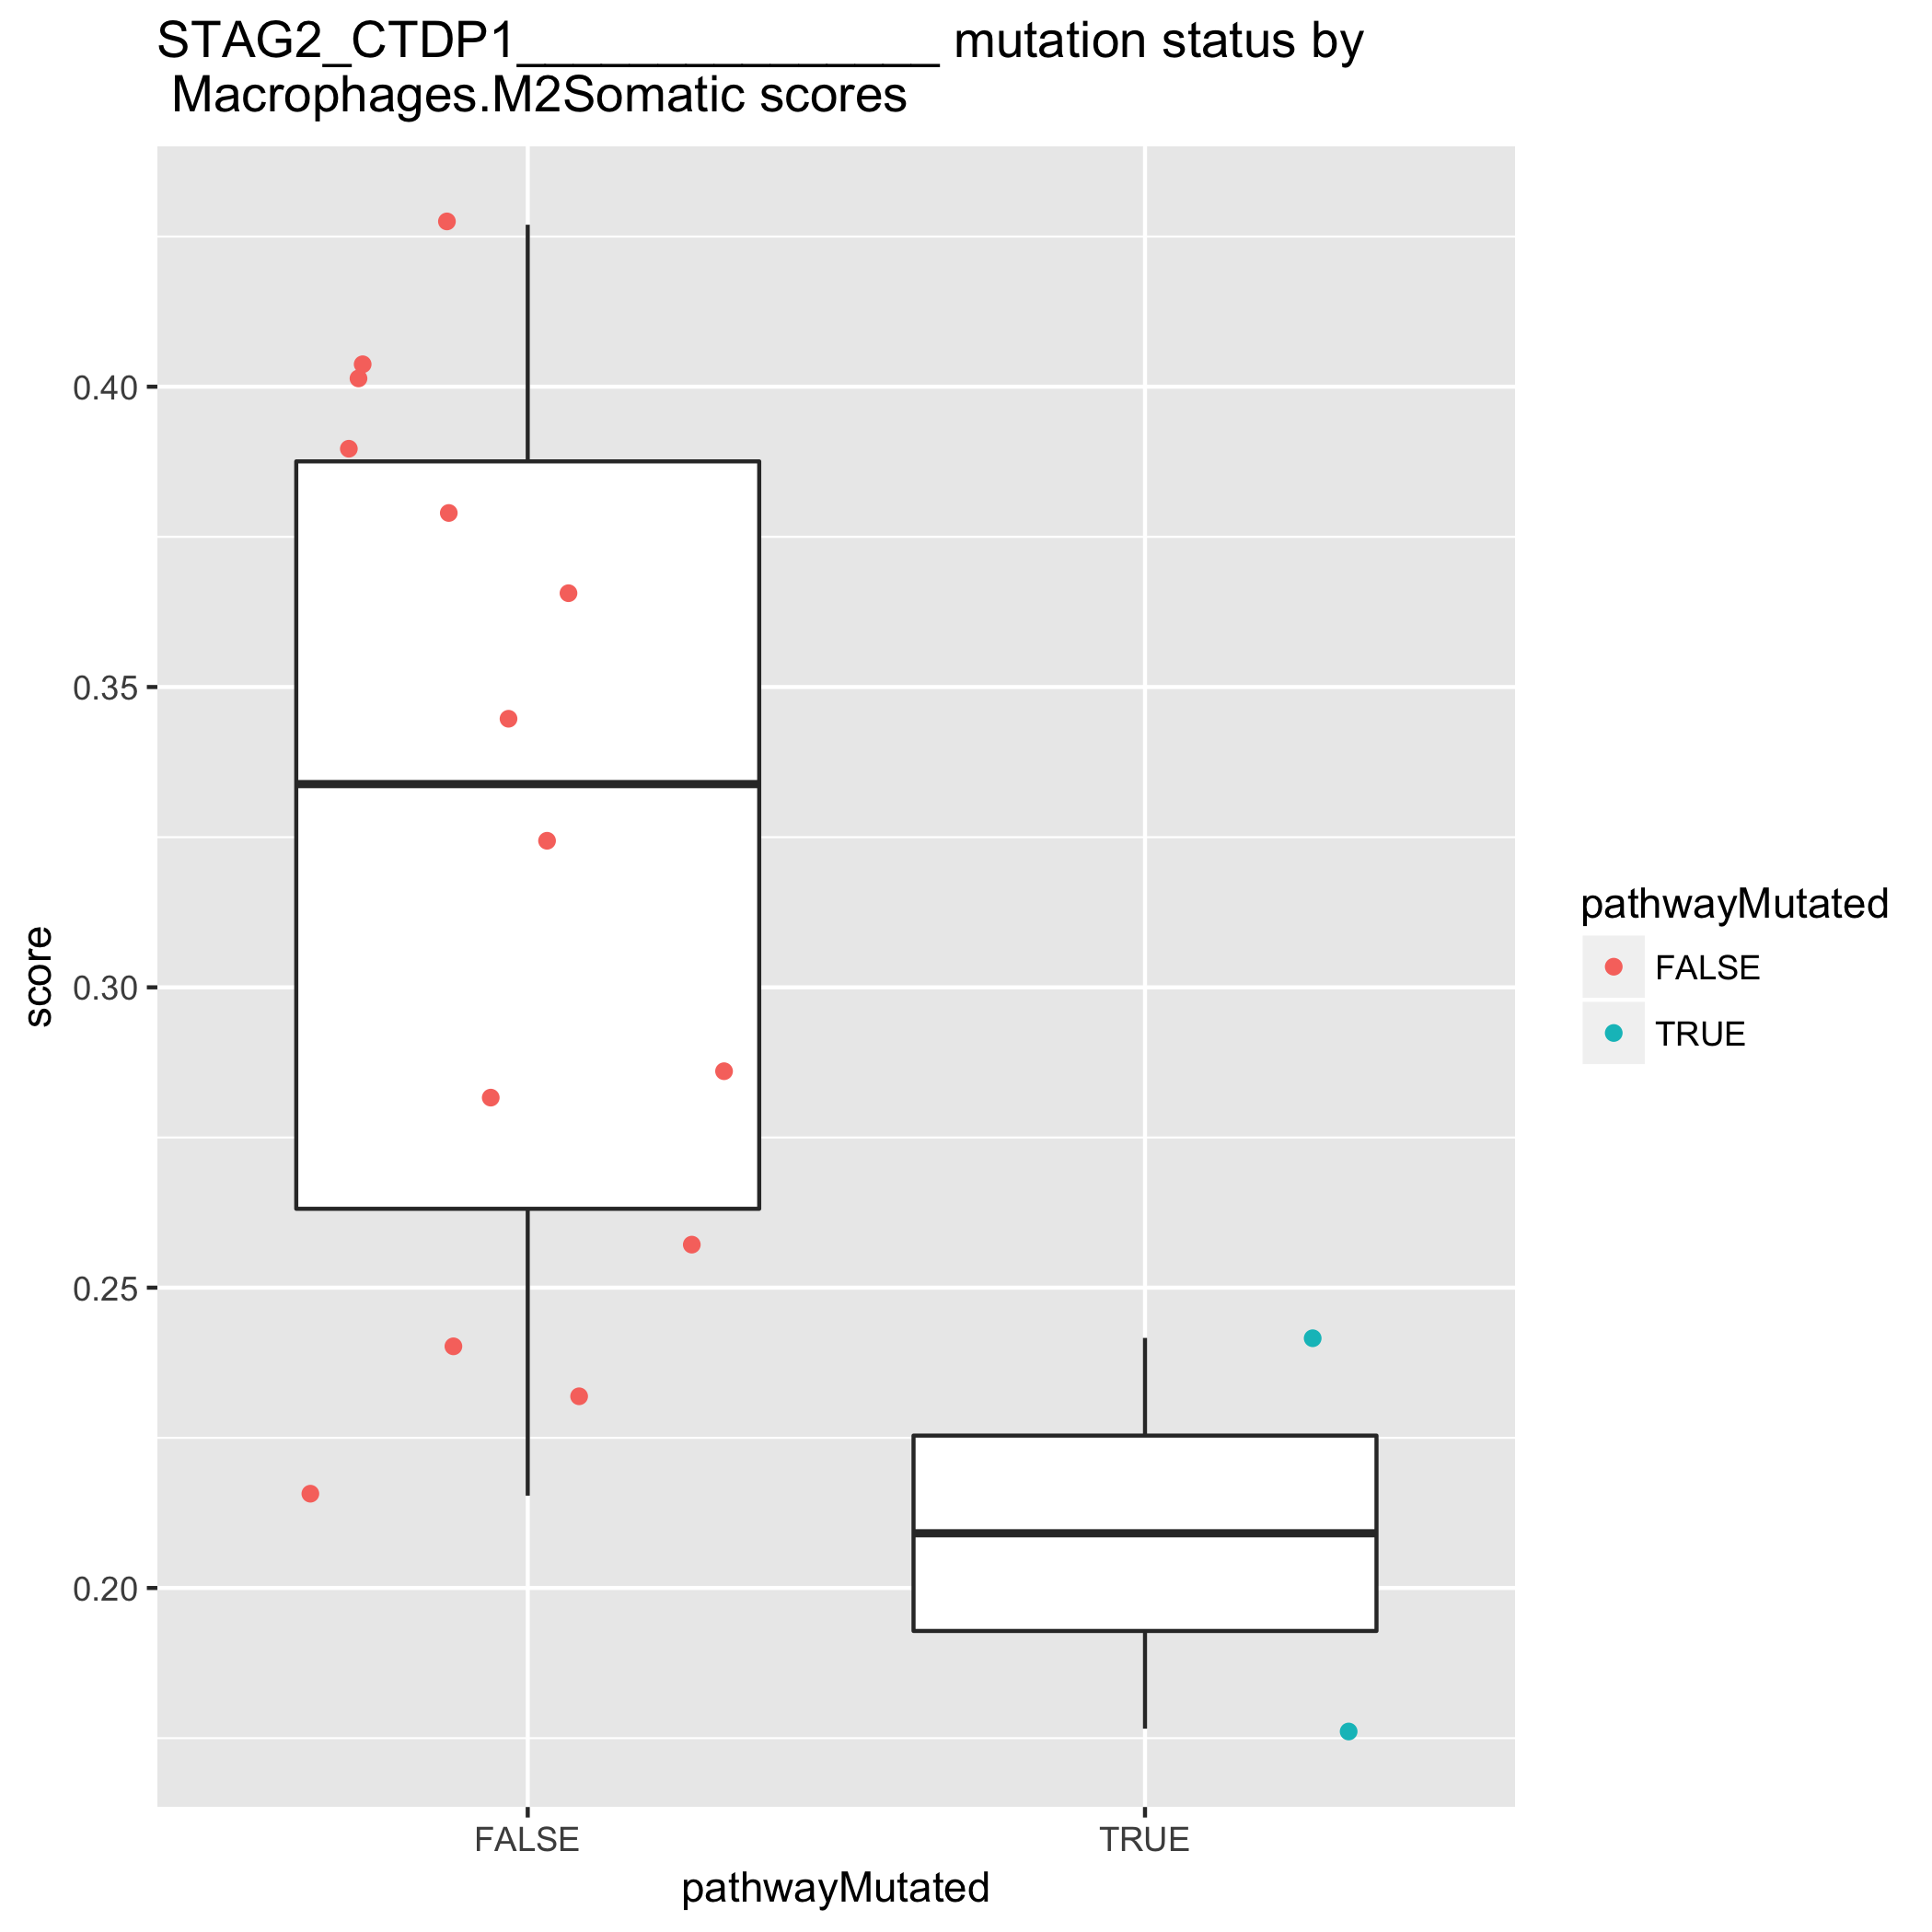 STAG2_CTDP1_______________ mutation status by
Macrophages.M2Somatic scores
score
0.40
0.35
0.30
0.25
0.20
FALSE
TRUE
pathwayMutated
pathwayMutated
FALSE
TRUE